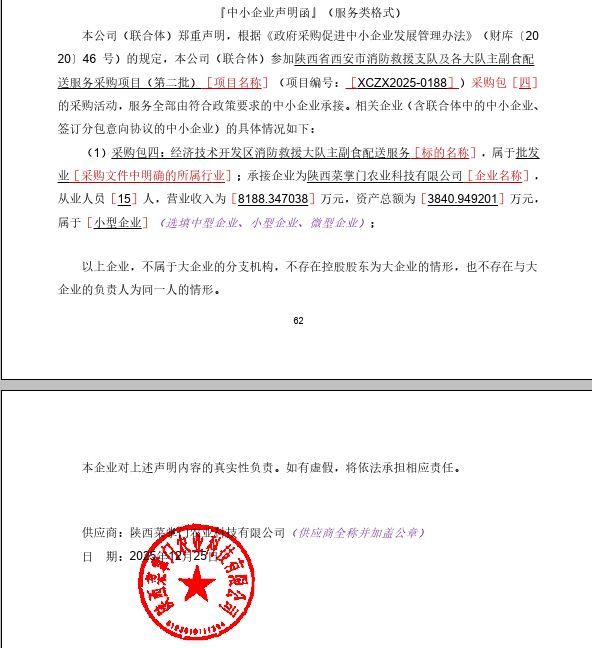 『中小企业声明函』（服务类格式）
本公司（联合体）郑重声明，根据《政府采购促进中小企业发展管理办法》（财库〔20
20〕46 号）的规定，本公司（联合体）参加陕西省西安市消防救援支队及各大队主副食配
送服务采购项目（第二批）［项目名称］（项目编号：［XCZX2025-0188］）采购包［四］
的采购活动，服务全部由符合政策要求的中小企业承接。相关企业（含联合体中的中小企业、
签订分包意向协议的中小企业）的具体情况如下：
（1）采购包四：经济技术开发区消防救援大队主副食配送服务［标的名称］，属于批发
业［采购文件中明确的所属行业］；承接企业为陕西菜掌门农业科技有限公司［企业名称］，
从业人员［15］人，营业收入为［8188.347038］万元，资产总额为［3840.949201］万元，
属于［小型企业］（选填中型企业、小型企业、微型企业）；
以上企业，不属于大企业的分支机构，不存在控股股东为大企业的情形，也不存在与大
企业的负责人为同一人的情形。
62
本企业对上述声明内容的真实性负责。如有虚假，将依法承担相应责任。
供应商：陕西菜掌门农业科技有限公司（供应商全称并加盖公章）
日　期：2025年12月25日
陕西菜掌门农业科技有限公司